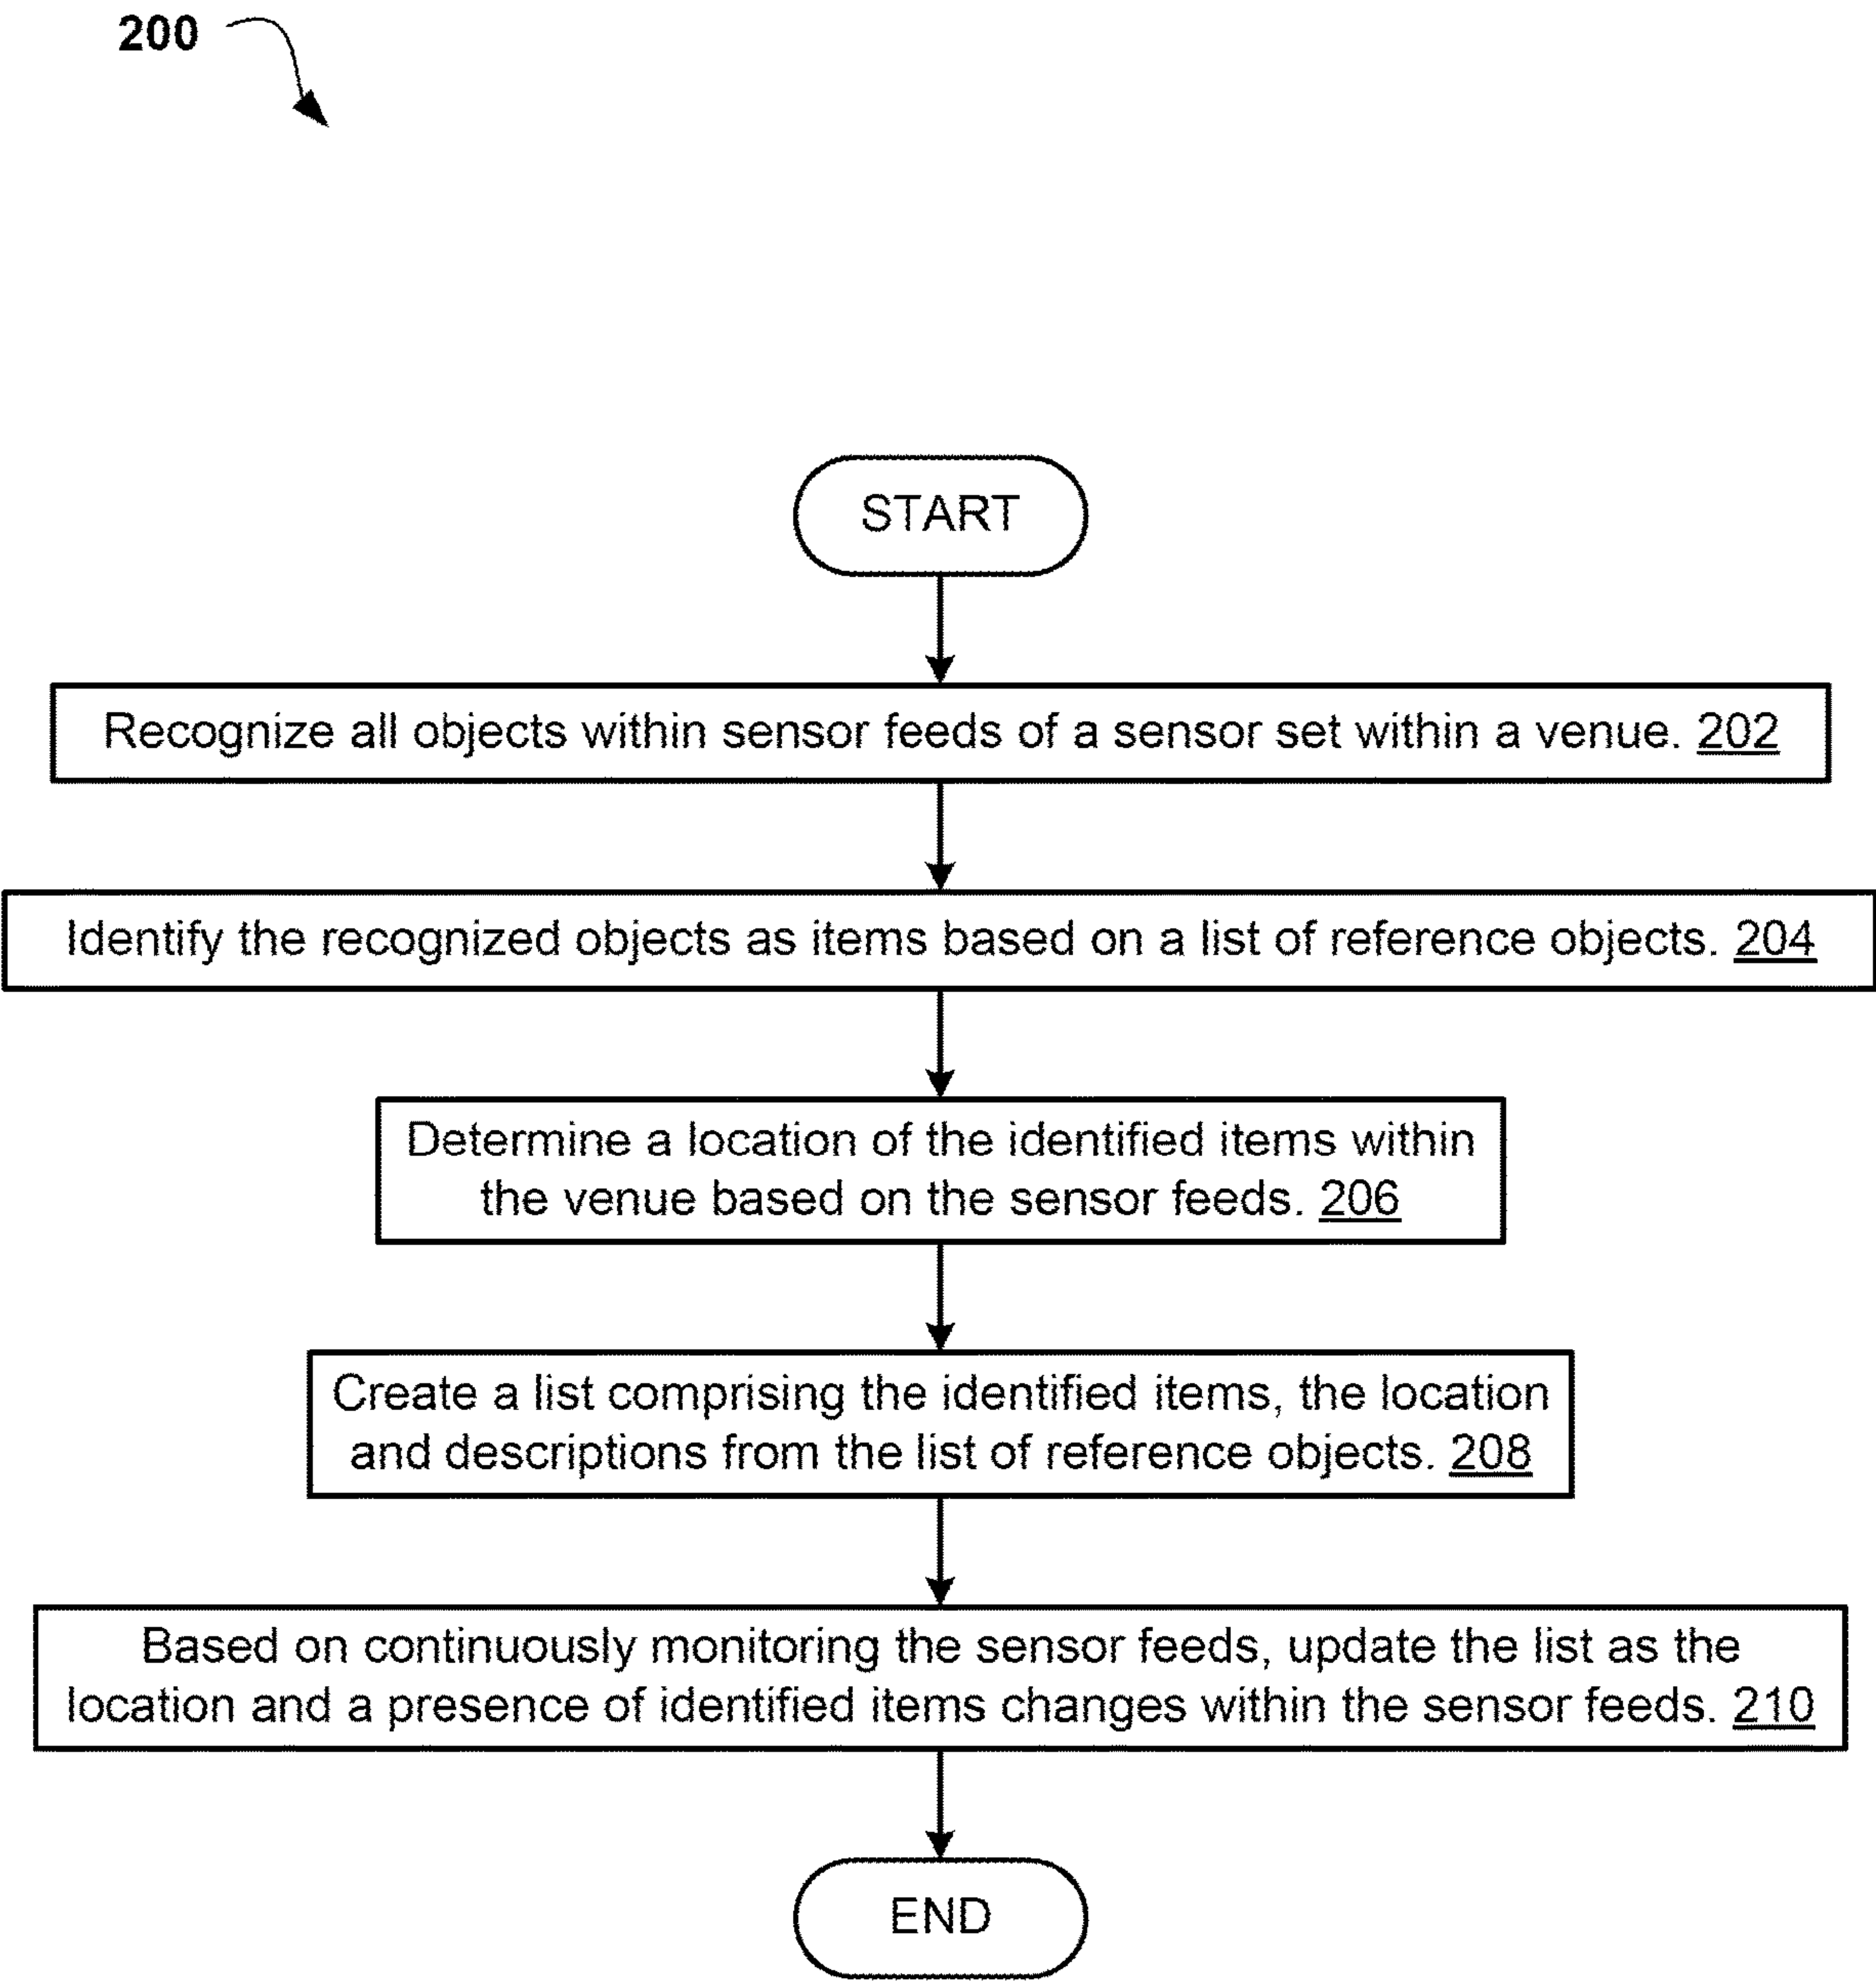 200
START
Recognize all objects within sensor feeds of a sensor set within a venue. 202
Identify the recognized objects as items based on a list of reference objects. 204
Determine a location of the identified items within
the venue based on the sensor feeds. 206
Create a list comprising the identified items, the location
and descriptions from the list of reference objects. 208
Based on continuously monitoring the sensor feeds, update the list as the
location and a presence of identified items changes within the sensor feeds. 210
END